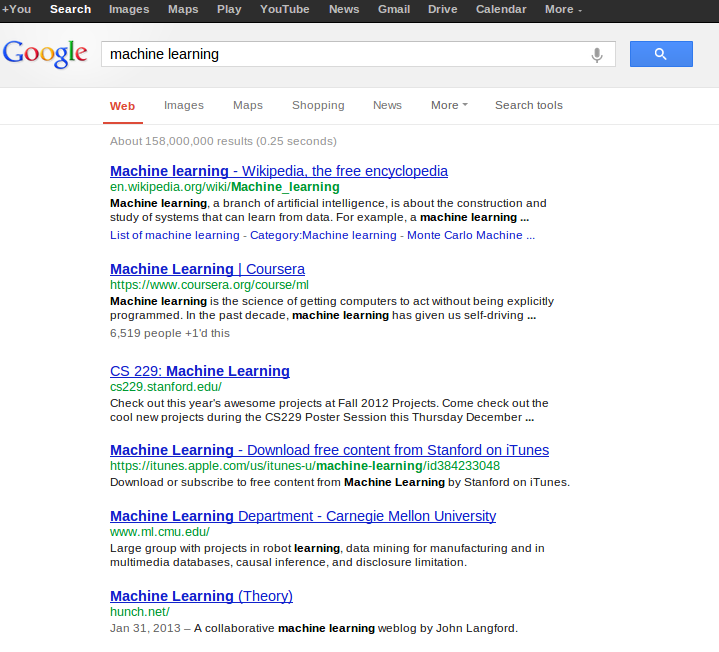 +You Search Images Maps Play YouTube News Gmail Drive Calendar More
Google machine learning
Web Images Maps Shopping News More Search tools
About 158,000,000 results (0.25 seconds)
Machine learning - Wikipedia, the free encyclopedia
en.wikipedia.org/wiki/Machine_learning
Machine learning, a branch of artificial intelligence, is about the construction and
study of systems that can learn from data. For example, a machine learning ...
List of machine learning - Category:Machine learning - Monte Carlo Machine ...
Machine Learning | Coursera
https://www.coursera.org/course/ml
Machine learning is the science of getting computers to act without being explicitly
programmed. In the past decade, machine learning has given us self-driving ...
6,519 people +1'd this
CS 229: Machine Learning
cs229.stanford.edu/
Check out this year's awesome projects at Fall 2012 Projects. Come check out the
cool new projects during the CS229 Poster Session this Thursday December ...
Machine Learning - Download free content from Stanford on iTunes
https://itunes.apple.com/us/itunes-u/machine-learning/id384233048
Download or subscribe to free content from Machine Learning by Stanford on iTunes.
Machine Learning Department - Carnegie Mellon University
www.ml.cmu.edu/
Large group with projects in robot learning, data mining for manufacturing and in
multimedia databases, causal inference, and disclosure limitation.
Machine Learning (Theory)
hunch.net/
Jan 31, 2013 – A collaborative machine learning weblog by John Langford.